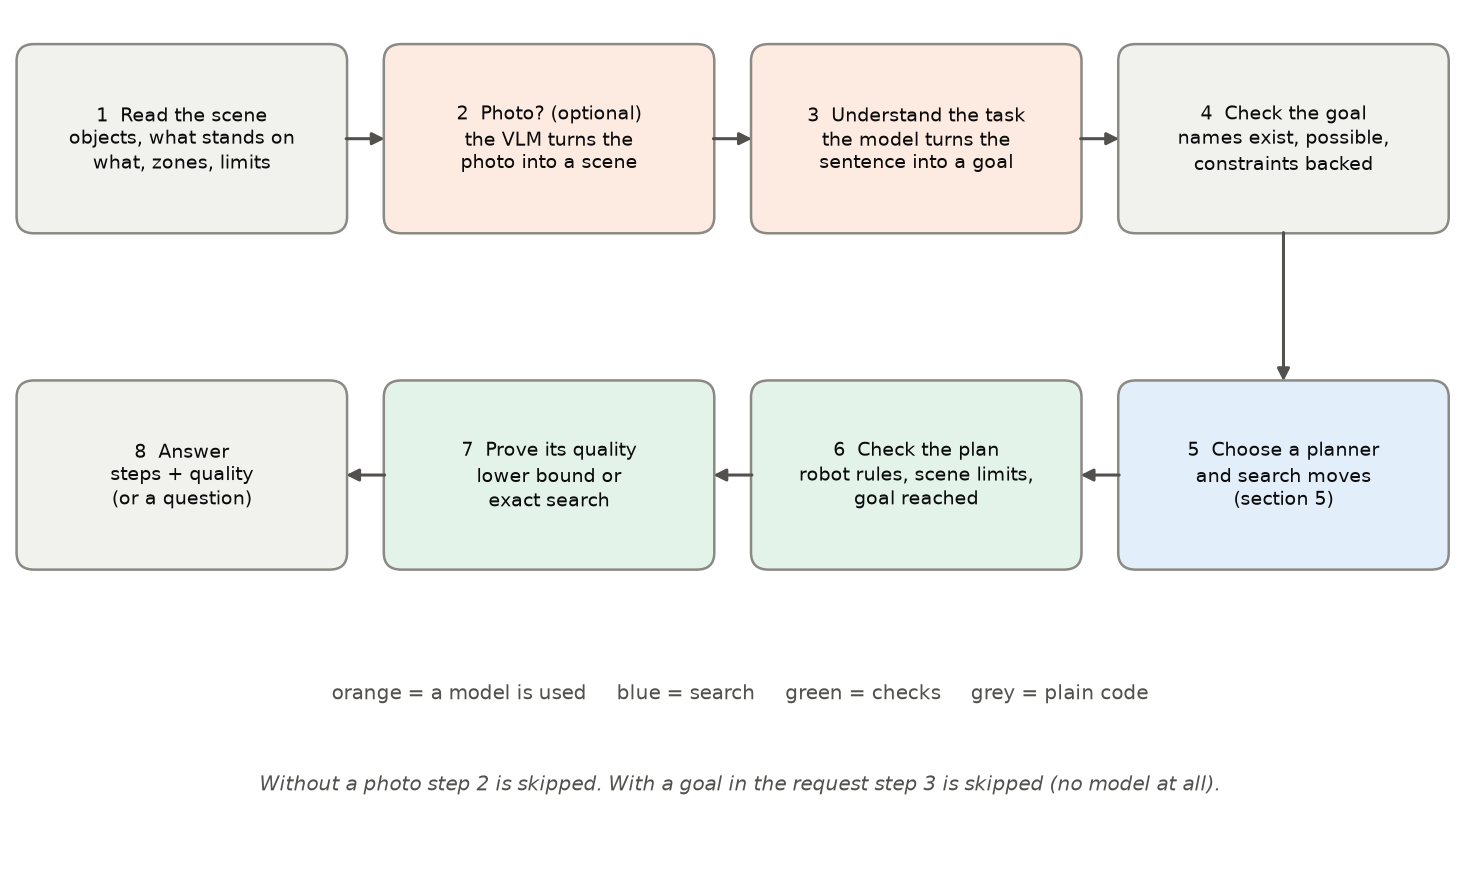 1  Read the scene
objects, what stands on
what, zones, limits
2  Photo? (optional)
the VLM turns the
photo into a scene
3  Understand the task
the model turns the
sentence into a goal
4  Check the goal
names exist, possible,
constraints backed
5  Choose a planner
and search moves
(section 5)
6  Check the plan
robot rules, scene limits,
goal reached
7  Prove its quality
lower bound or
exact search
8  Answer
steps + quality
(or a question)
orange = a model is used     blue = search     green = checks     grey = plain code
Without a photo step 2 is skipped. With a goal in the request step 3 is skipped (no model at all).